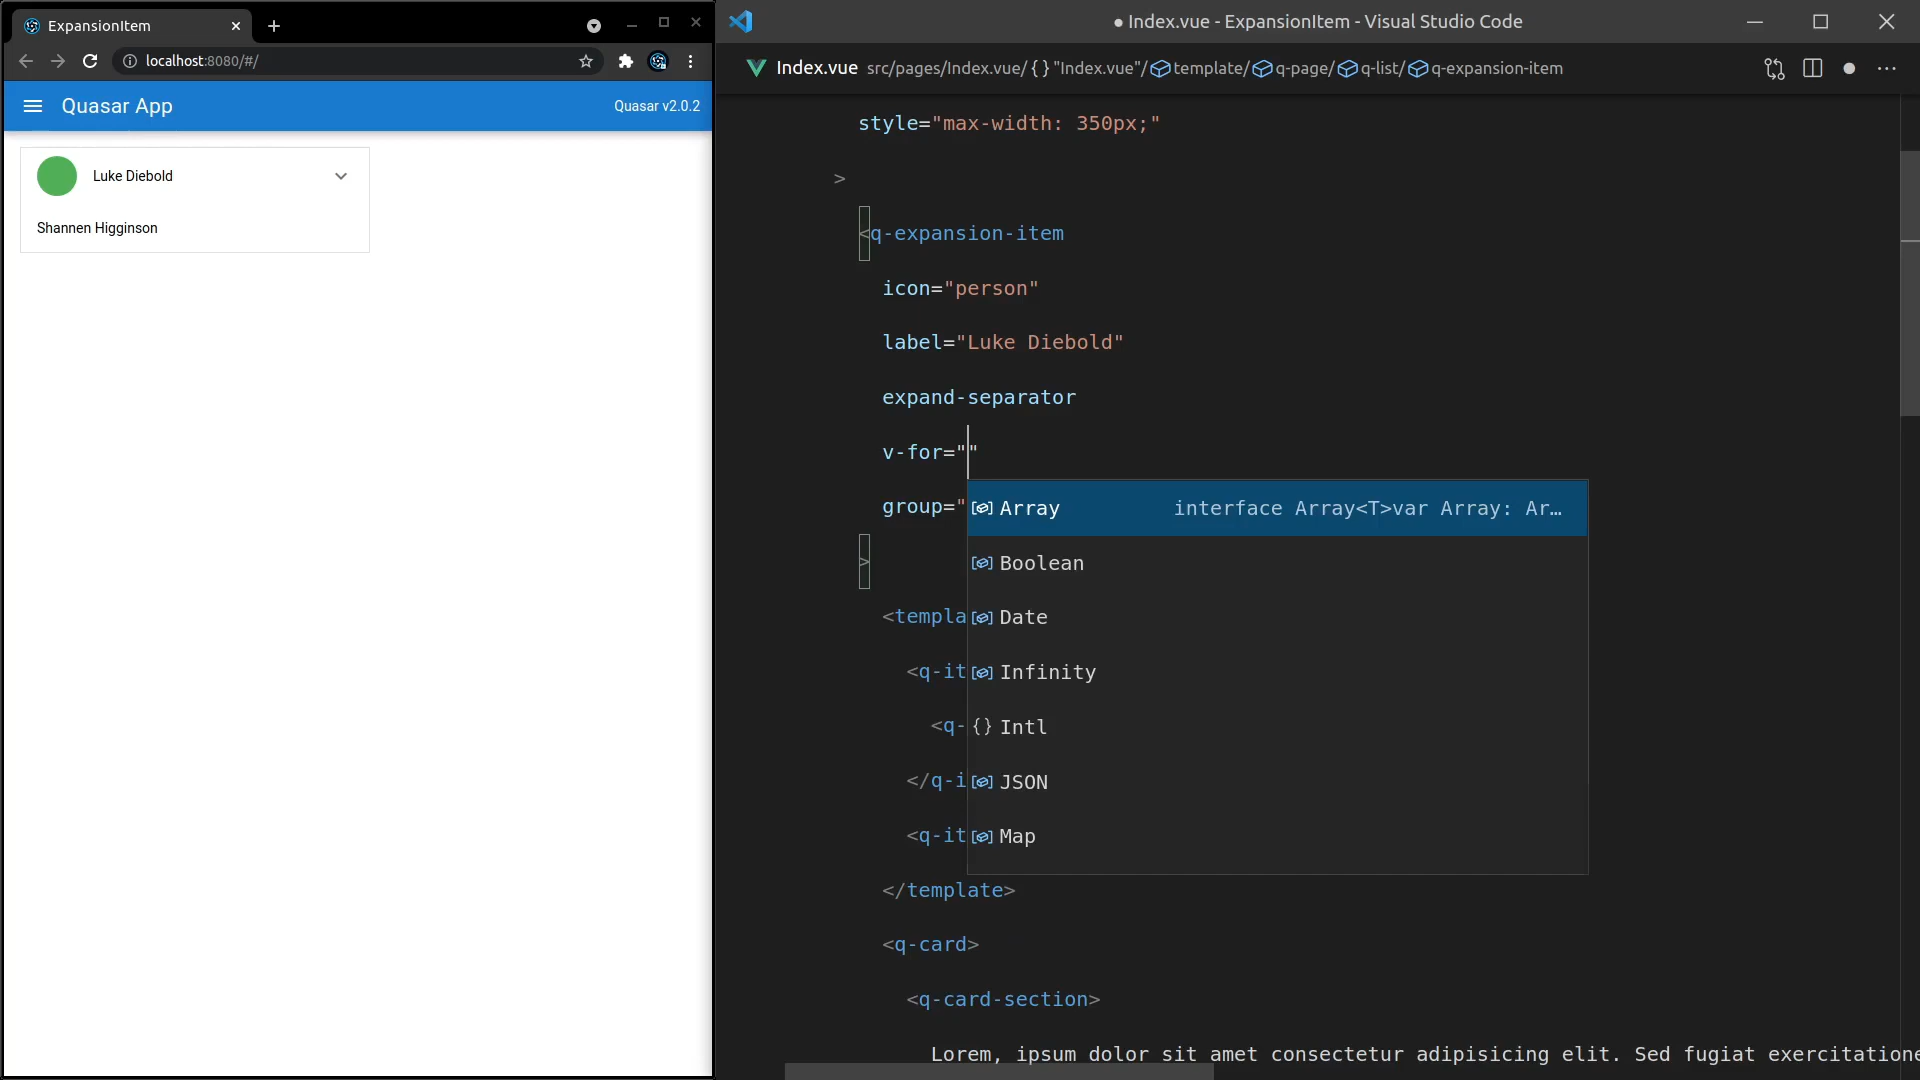 ExpansionItem
localhost:8080/#/
Quasar App
Quasar v2.0.2
Luke Diebold
Shannen Higginson
● Index.vue - ExpansionItem - Visual Studio Code
Index.vue src/pages/Index.vue/{}"Index.vue"/template/q-page/q-list/q-expansion-item
style="max-width: 350px;"
>
<q-expansion-item
icon="person"
label="Luke Diebold"
expand-separator
v-for=""
group="
>
<templa
<q-it
<q-
</q-i
<q-it
</template>
<q-card>
<q-card-section>
Lorem, ipsum dolor sit amet consectetur adipisicing elit. Sed fugiat exercitatione
Array interface Array<T>var Array: Ar…
Boolean
Date
Infinity
{} Intl
JSON
Map